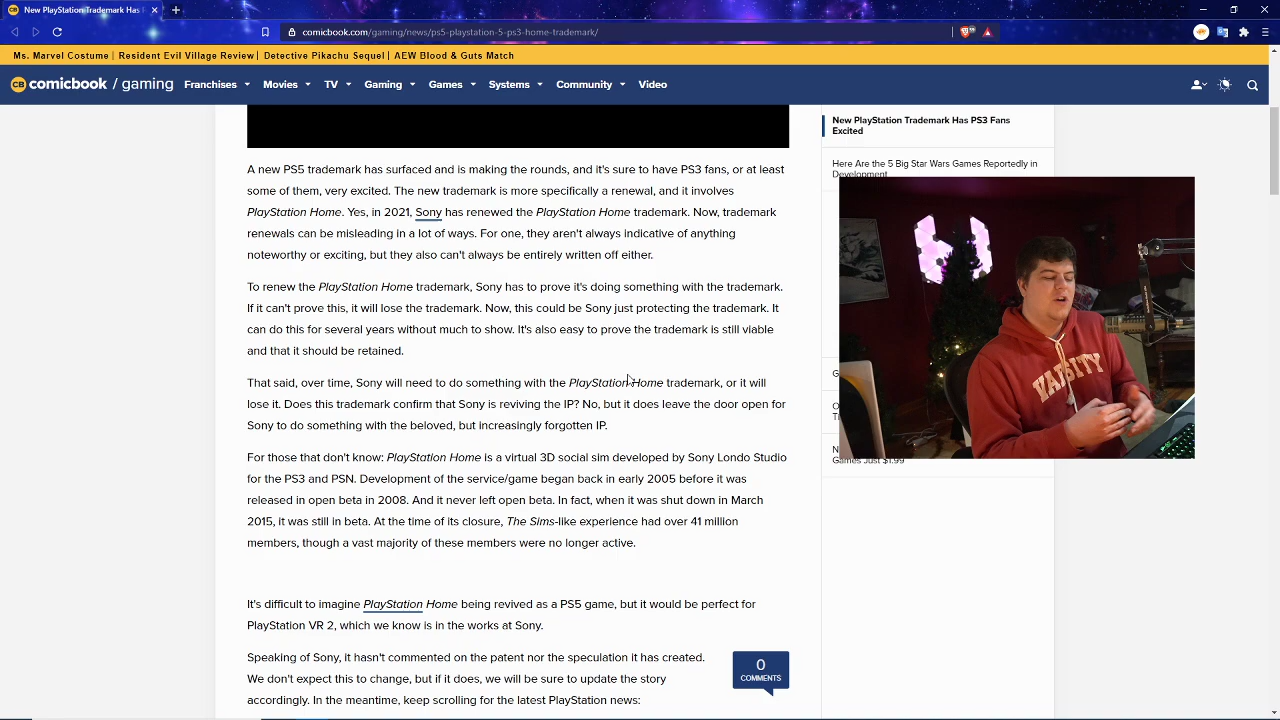 New PlayStation Trademark Has
comicbook.com/gaming/news/ps5-playstation-5-ps3-home-trademark/
Ms. Marvel Costume | Resident Evil Village Review | Detective Pikachu Sequel | AEW Blood & Guts Match
CB comicbook / gaming Franchises Movies TV Gaming Games Systems Community Video
A new PS5 trademark has surfaced and is making the rounds, and it's sure to have PS3 fans, or at least
some of them, very excited. The new trademark is more specifically a renewal, and it involves
PlayStation Home. Yes, in 2021, Sony has renewed the PlayStation Home trademark. Now, trademark
renewals can be misleading in a lot of ways. For one, they aren't always indicative of anything
noteworthy or exciting, but they also can't always be entirely written off either.
To renew the PlayStation Home trademark, Sony has to prove it's doing something with the trademark.
If it can't prove this, it will lose the trademark. Now, this could be Sony just protecting the trademark. It
can do this for several years without much to show. It's also easy to prove the trademark is still viable
and that it should be retained.
That said, over time, Sony will need to do something with the PlayStation Home trademark, or it will
lose it. Does this trademark confirm that Sony is reviving the IP? No, but it does leave the door open for
Sony to do something with the beloved, but increasingly forgotten IP.
For those that don't know: PlayStation Home is a virtual 3D social sim developed by Sony Londo Studio
for the PS3 and PSN. Development of the service/game began back in early 2005 before it was
released in open beta in 2008. And it never left open beta. In fact, when it was shut down in March
2015, it was still in beta. At the time of its closure, The Sims-like experience had over 41 million
members, though a vast majority of these members were no longer active.
It's difficult to imagine PlayStation Home being revived as a PS5 game, but it would be perfect for
PlayStation VR 2, which we know is in the works at Sony.
Speaking of Sony, it hasn't commented on the patent nor the speculation it has created.
We don't expect this to change, but if it does, we will be sure to update the story
accordingly. In the meantime, keep scrolling for the latest PlayStation news:
0
COMMENTS
New PlayStation Trademark Has PS3 Fans
Excited
Here Are the 5 Big Star Wars Games Reportedly in
Development
VARSITY
Games Just $1.99